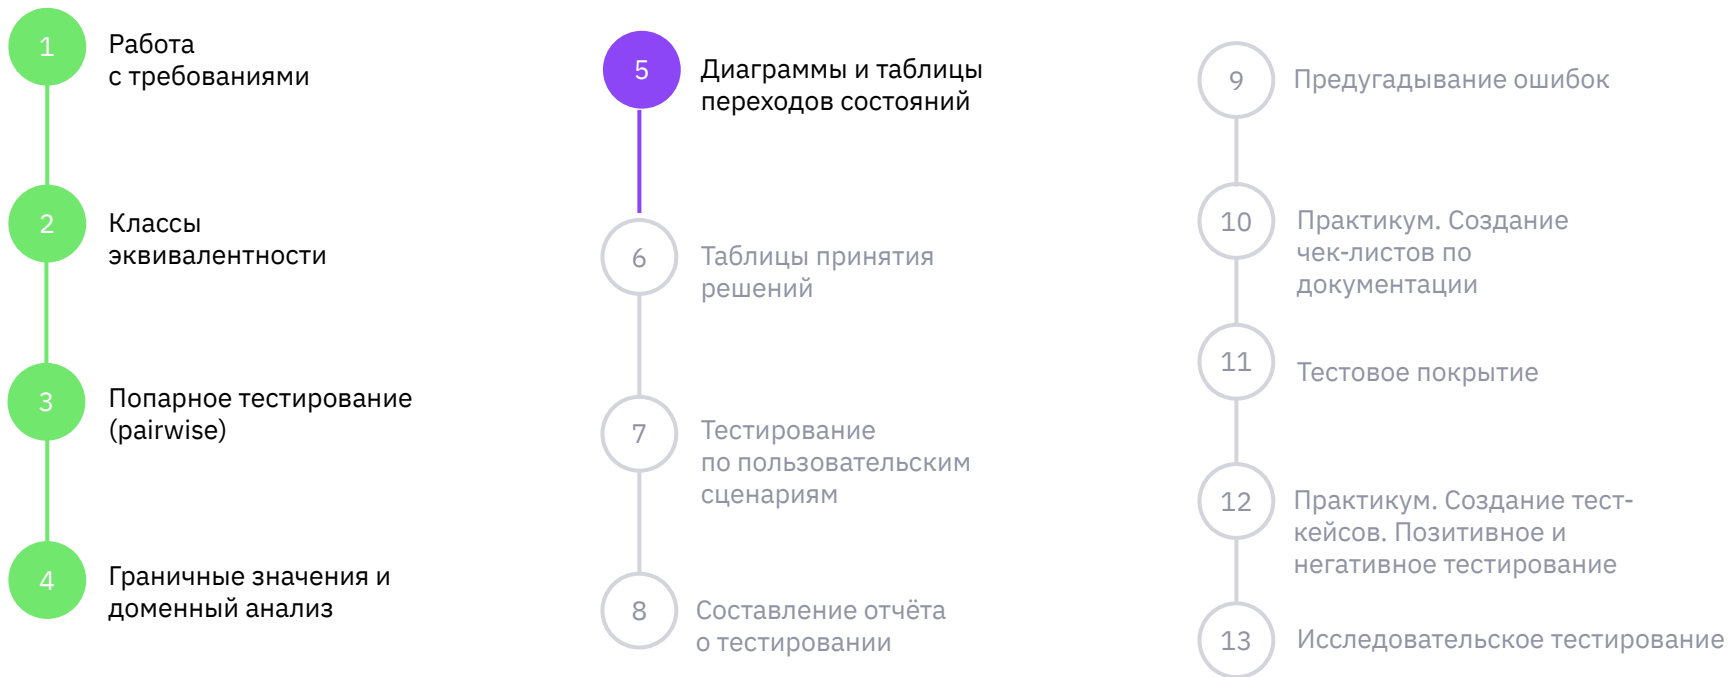 1
Работа
с требованиями
2
Классы
эквивалентности
3
Попарное тестирование
(pairwise)
4
Граничные значения и
доменный анализ
5
Диаграммы и таблицы
переходов состояний
6
Таблицы принятия
решений
7
Тестирование
по пользовательским
сценариям
8
Составление отчёта
о тестировании
9
Предугадывание ошибок
10
Практикум. Создание
чек-листов по
документации
11
Тестовое покрытие
12
Практикум. Создание тест-
кейсов. Позитивное и
негативное тестирование
13
Исследовательское тестирование